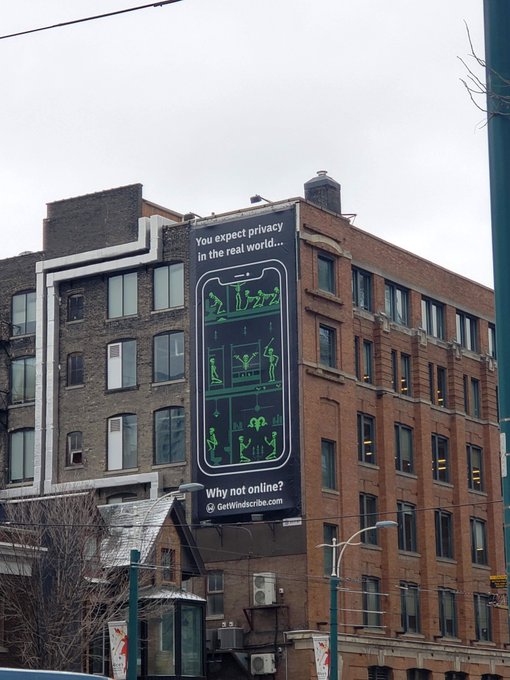 You expect privacy
in the real world...
Why not online?
GetWindscribe.com